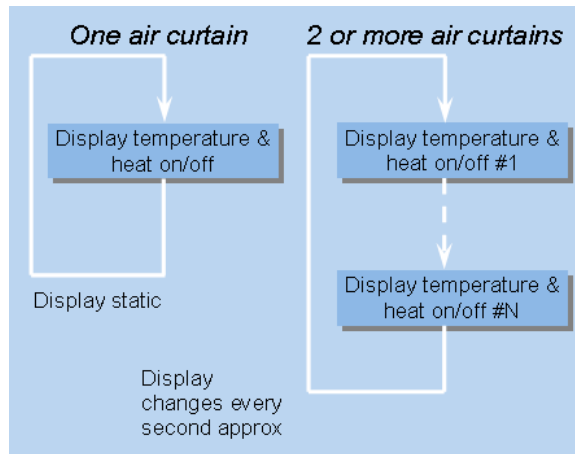 One air curtain
Display temperature &
heat on/off
Display static
2 or more air curtains
Display temperature &
heat on/off #1
Display temperature &
heat on/off #N
Display
changes every
second approx